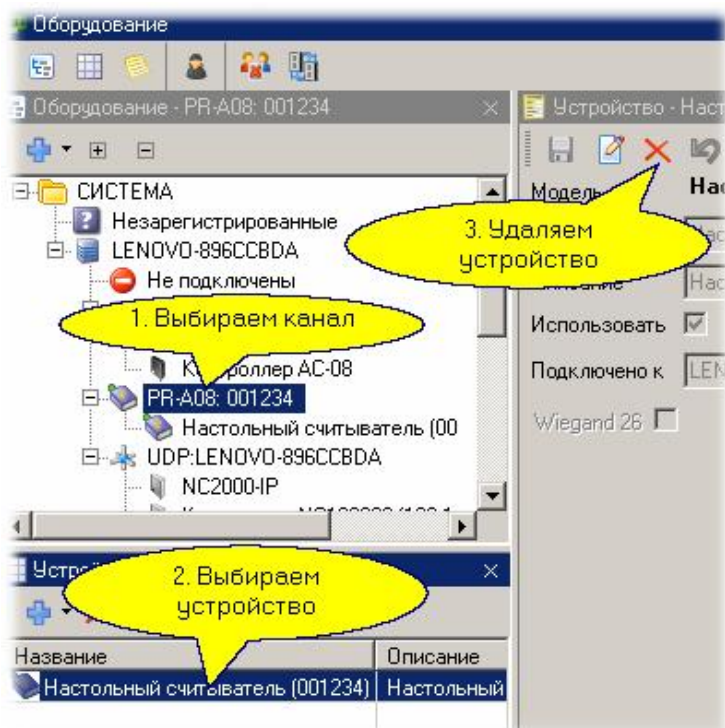 Оборудование
Оборудование - PR-A08: 001234
СИСТЕМА
Незарегистрированные
LENOVO-896CCBDA
Не подключены
1. Выбираем канал
Контроллер AC-08
PR-A08: 001234
Настольный считыватель (00
UDP:LENOVO-896CCBDA
NC2000-IP
2. Выбираем
устройство
Название
Описание
Настольный считыватель (001234)
Настольный
Устройство - Наст
Модель
Нас
3. Удаляем
устройство
Нас
Использовать
Подключено к
LEN
Wiegand 26